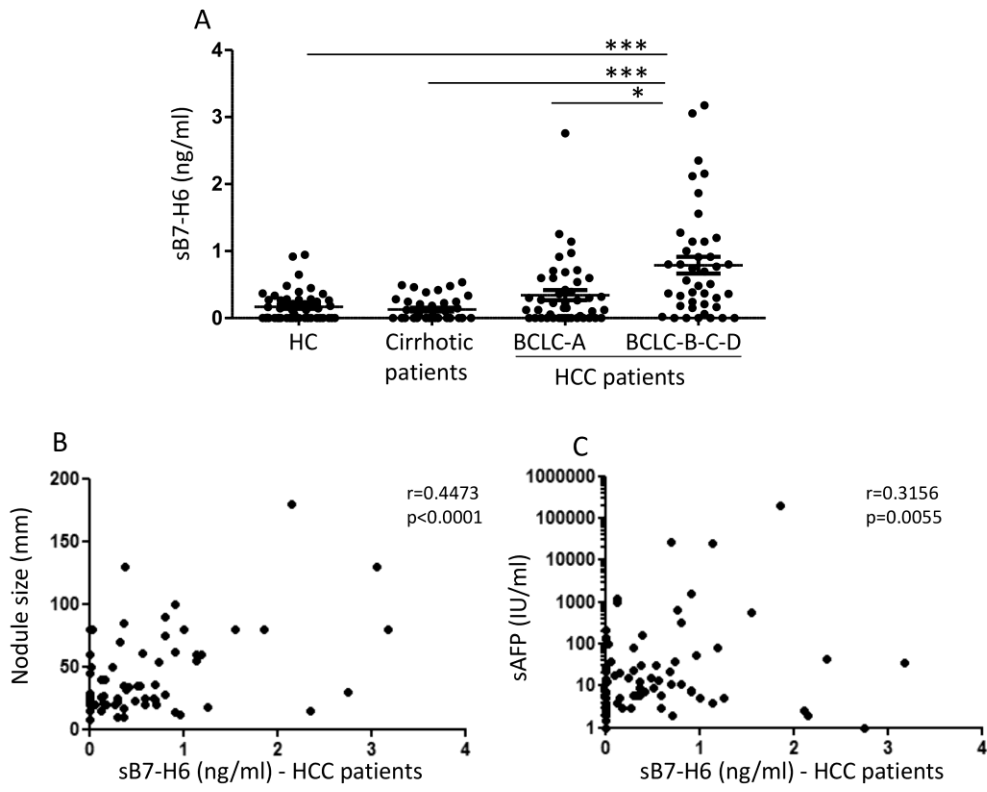 A
sB7-H6 (ng/ml)
4
3
2
1
0
***
***
*
HC
Cirrhotic
patients
BCLC-A
BCLC-B-C-D
HCC patients
B
Nodule size (mm)
200
150
100
50
0
r=0.4473
p<0.0001
0 1 2 3 4
sB7-H6 (ng/ml) - HCC patients
C
sAFP (IU/ml)
1000000
100000
10000
1000
100
10
1
r=0.3156
p=0.0055
0 1 2 3 4
sB7-H6 (ng/ml) - HCC patients